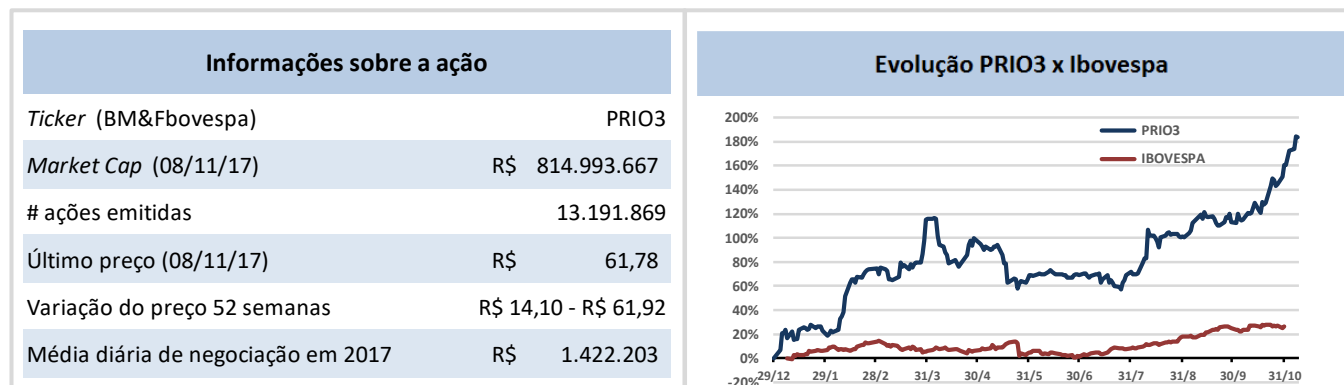 Informações sobre a ação
Ticker (BM&Fbovespa) PRIO3
Market Cap (08/11/17) R$ 814.993.667
# ações emitidas 13.191.869
Último preço (08/11/17) R$ 61,78
Variação do preço 52 semanas R$ 14,10 - R$ 61,92
Média diária de negociação em 2017 R$ 1.422.203
Evolução PRIO3 x Ibovespa
200%
180%
160%
140%
120%
100%
80%
60%
40%
20%
0%
-20%
PRIO3
IBOVESPA
29/12 29/1 28/2 31/3 30/4 31/5 30/6 31/7 31/8 30/9 31/10